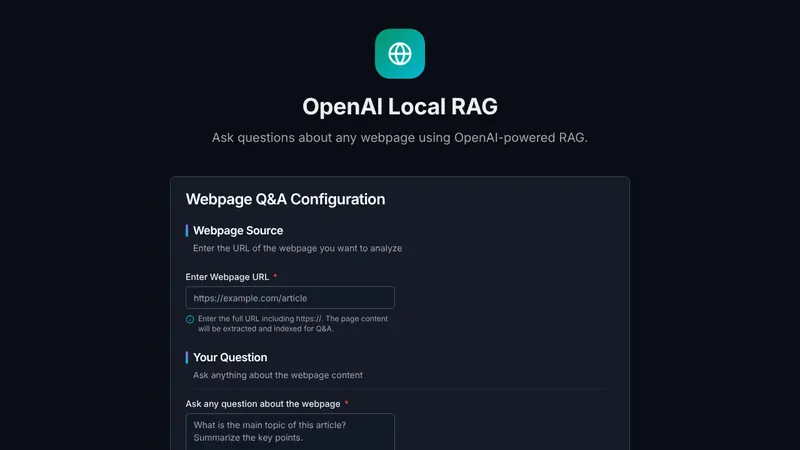 OpenAI Local RAG
Ask questions about any webpage using OpenAI-powered RAG.
Webpage Q&A Configuration
Webpage Source
Enter the URL of the webpage you want to analyze
Enter Webpage URL *
https://example.com/article
Enter the full URL including https://. The page content
will be extracted and indexed for Q&A.
Your Question
Ask anything about the webpage content
Ask any question about the webpage *
What is the main topic of this article?
Summarize the key points.